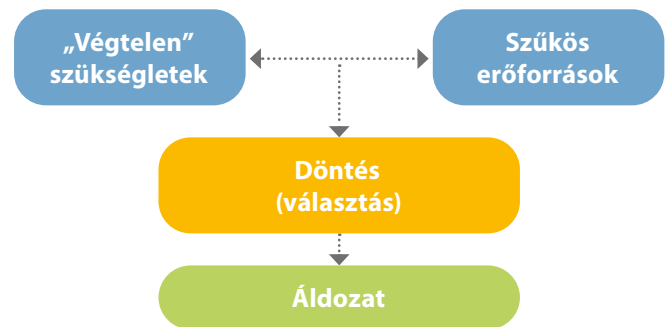 „Végtelen”
szükségletek
Szűkös
erőforrások
Döntés
(választás)
Áldozat